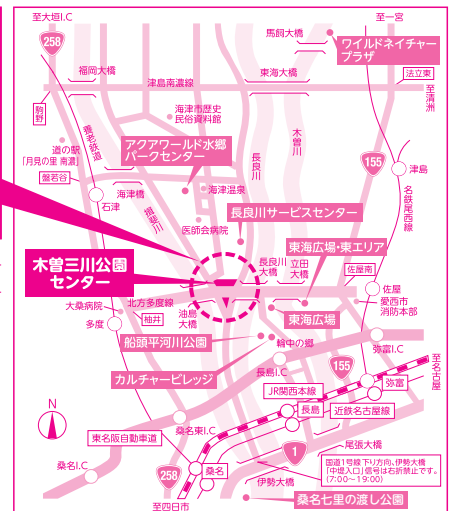 至大垣I.C
至一宮
258
馬飼大橋
ワイルドネイチャー
プラザ
福岡大橋
東海大橋
法立東
津島南濃線
至清洲
駒野
海津市歴史
民俗資料館
木曽川
養老鉄道
道の駅
「月見の里 南濃」
アクアワールド水郷
パークセンター
長良川
155
津島
盤若谷
海津橋
海津温泉
名鉄尾西線
石津
揖斐川
長良川サービスセンター
医師会病院
東海広場・東エリア
木曽三川公園
センター
長良川
大橋
立田
大橋
佐屋南
大桑病院
北方多度線
佐屋
油島
大橋
愛西市
消防本部
多度
柚井
東海広場
船頭平河川公園
輪中の郷
弥富I.C
カルチャービレッジ
長島I.C
155
至名古屋
JR関西本線
弥富
N
長島
近鉄名古屋線
桑名東I.C
東名阪自動車道
1
尾張大橋
桑名I.C
258
桑名
国道1号線下り方向、伊勢大橋
「中堤入口」信号は右折禁止です。
(7:00〜19:00)
伊勢大橋
至四日市
桑名七里の渡し公園